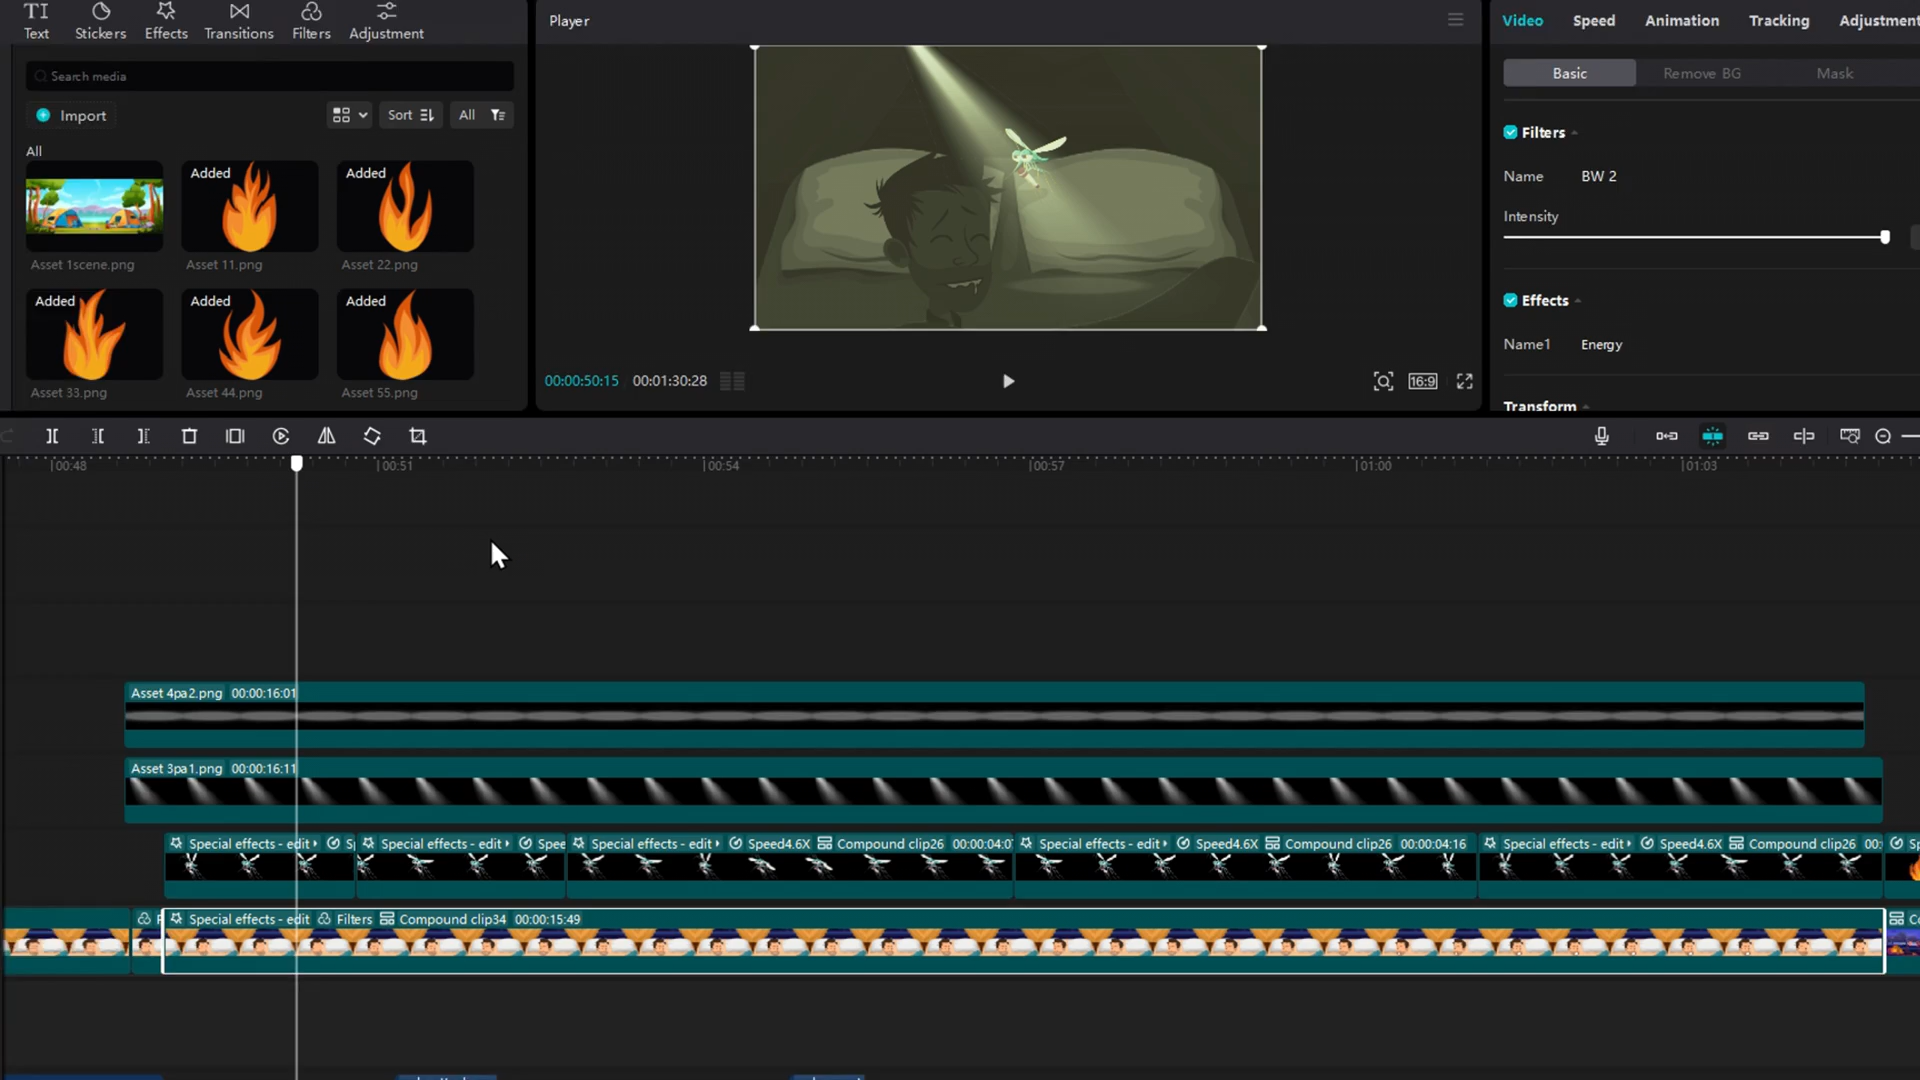 Text Stickers Effects Transitions Filters Adjustment
Search media
Import Sort All
All
Asset 1scene.png
Added
Asset 11.png
Added
Asset 22.png
Added
Asset 33.png
Added
Asset 44.png
Added
Asset 55.png
Player
00:00:50:15 00:01:30:28 16:9
Video Speed Animation Tracking Adjustment
Basic Remove BG Mask
Filters
Name BW 2
Intensity
Effects
Name1 Energy
Transform
00:48 00:51 00:54 00:57 01:00 01:03
Asset 4pa2.png 00:00:16:01
Asset 3pa1.png 00:00:16:11
Special effects - edit Special effects - edit Special effects - edit Speed4.6X Compound clip26 Special effects - edit Speed4.6X Compound clip26 00:00:04:16 Special effects - edit Speed4.6X Compound clip26
Special effects - edit Filters Compound clip34 00:00:15:49